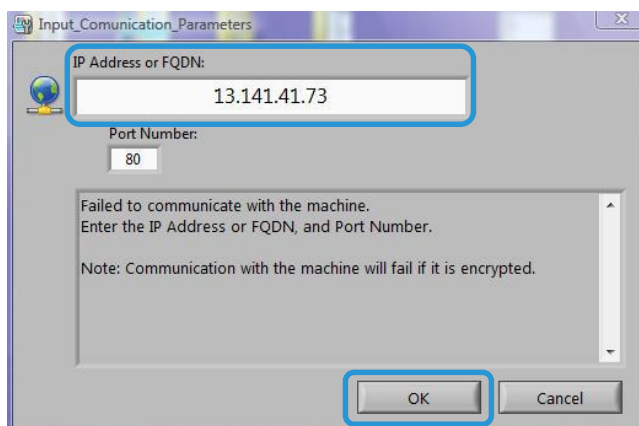 Input_Comunication_Parameters
IP Address or FQDN:
13.141.41.73
Port Number:
80
Failed to communicate with the machine.
Enter the IP Address or FQDN, and Port Number.
Note: Communication with the machine will fail if it is encrypted.
OK
Cancel